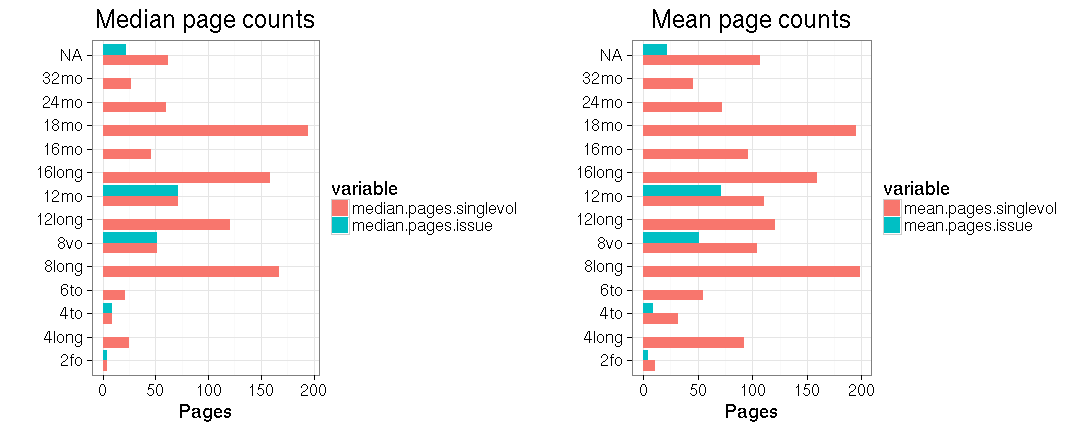 Median page counts
NA
32mo
24mo
18mo
16mo
16long
12mo
12long
8vo
8long
6to
4to
4long
2fo
0 50 100 150 200
Pages
variable
median.pages.singlevol
median.pages.issue
Mean page counts
NA
32mo
24mo
18mo
16mo
16long
12mo
12long
8vo
8long
6to
4to
4long
2fo
0 50 100 150 200
Pages
variable
mean.pages.singlevol
mean.pages.issue